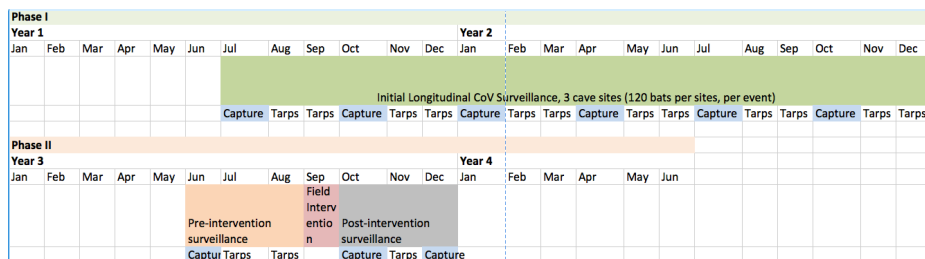 Phase I
Year 1 Year 2
Jan Feb Mar Apr May Jun Jul Aug Sep Oct Nov Dec Jan Feb Mar Apr May Jun Jul Aug Sep Oct Nov Dec
Initial Longitudinal CoV Surveillance, 3 cave sites (120 bats per sites, per event)
Capture Tarps Tarps Capture Tarps Tarps Capture Tarps Tarps Capture Tarps Tarps Capture Tarps Tarps Capture Tarps Tarps
Phase II
Year 3 Year 4
Jan Feb Mar Apr May Jun Jul Aug Sep Oct Nov Dec Jan Feb Mar Apr May Jun
Field
Interv
Pre-intervention entio Post-intervention
surveillance n surveillance
Captur Tarps Tarps Capture Tarps Capture